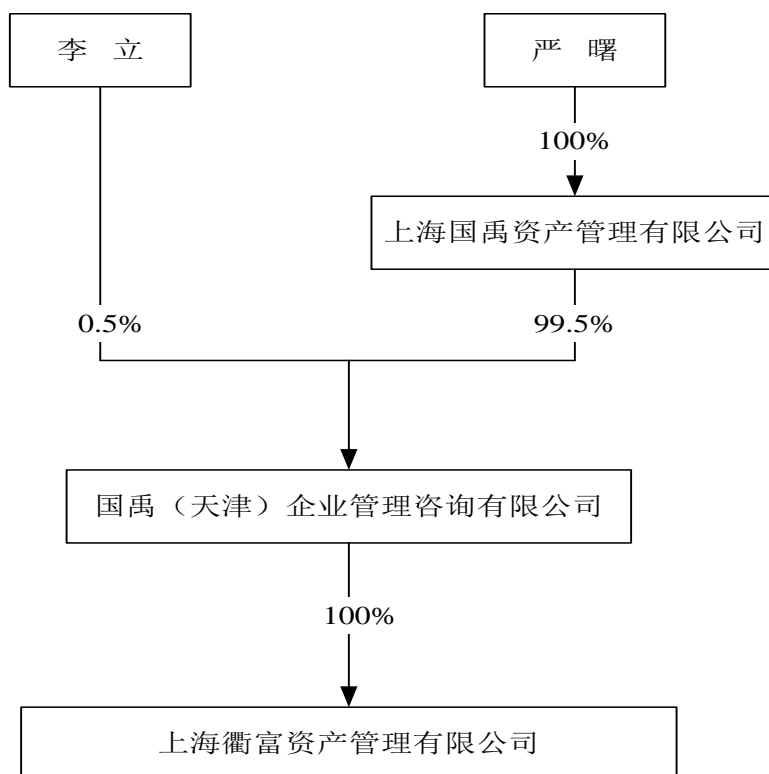 李 立
严 曙
100%
上海国禹资产管理有限公司
0.5%
99.5%
国禹（天津）企业管理咨询有限公司
100%
上海衢富资产管理有限公司